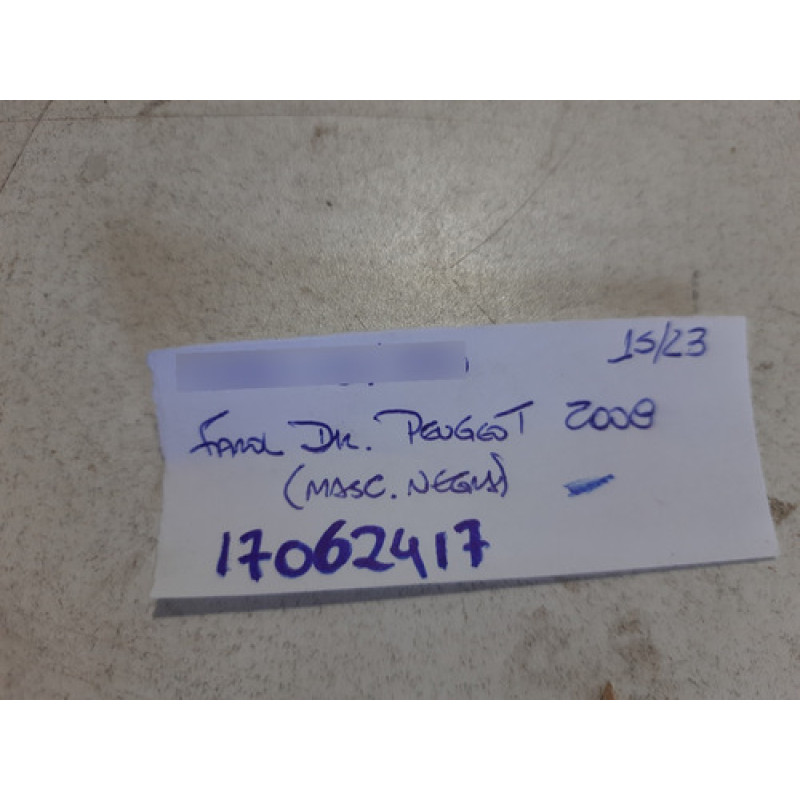 15/23
FAROL DR. PEUGEOT 2008
(MASC. NEGRA)
17062417